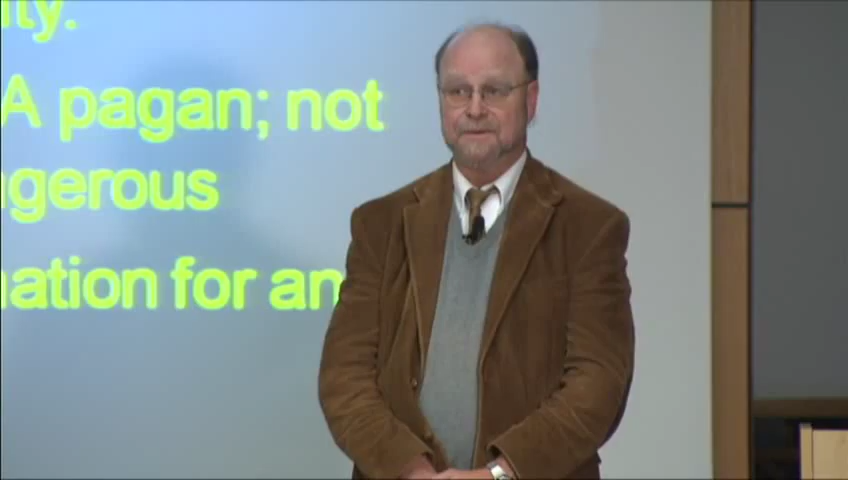 ity.
A pagan; not
ngerous
nation for an